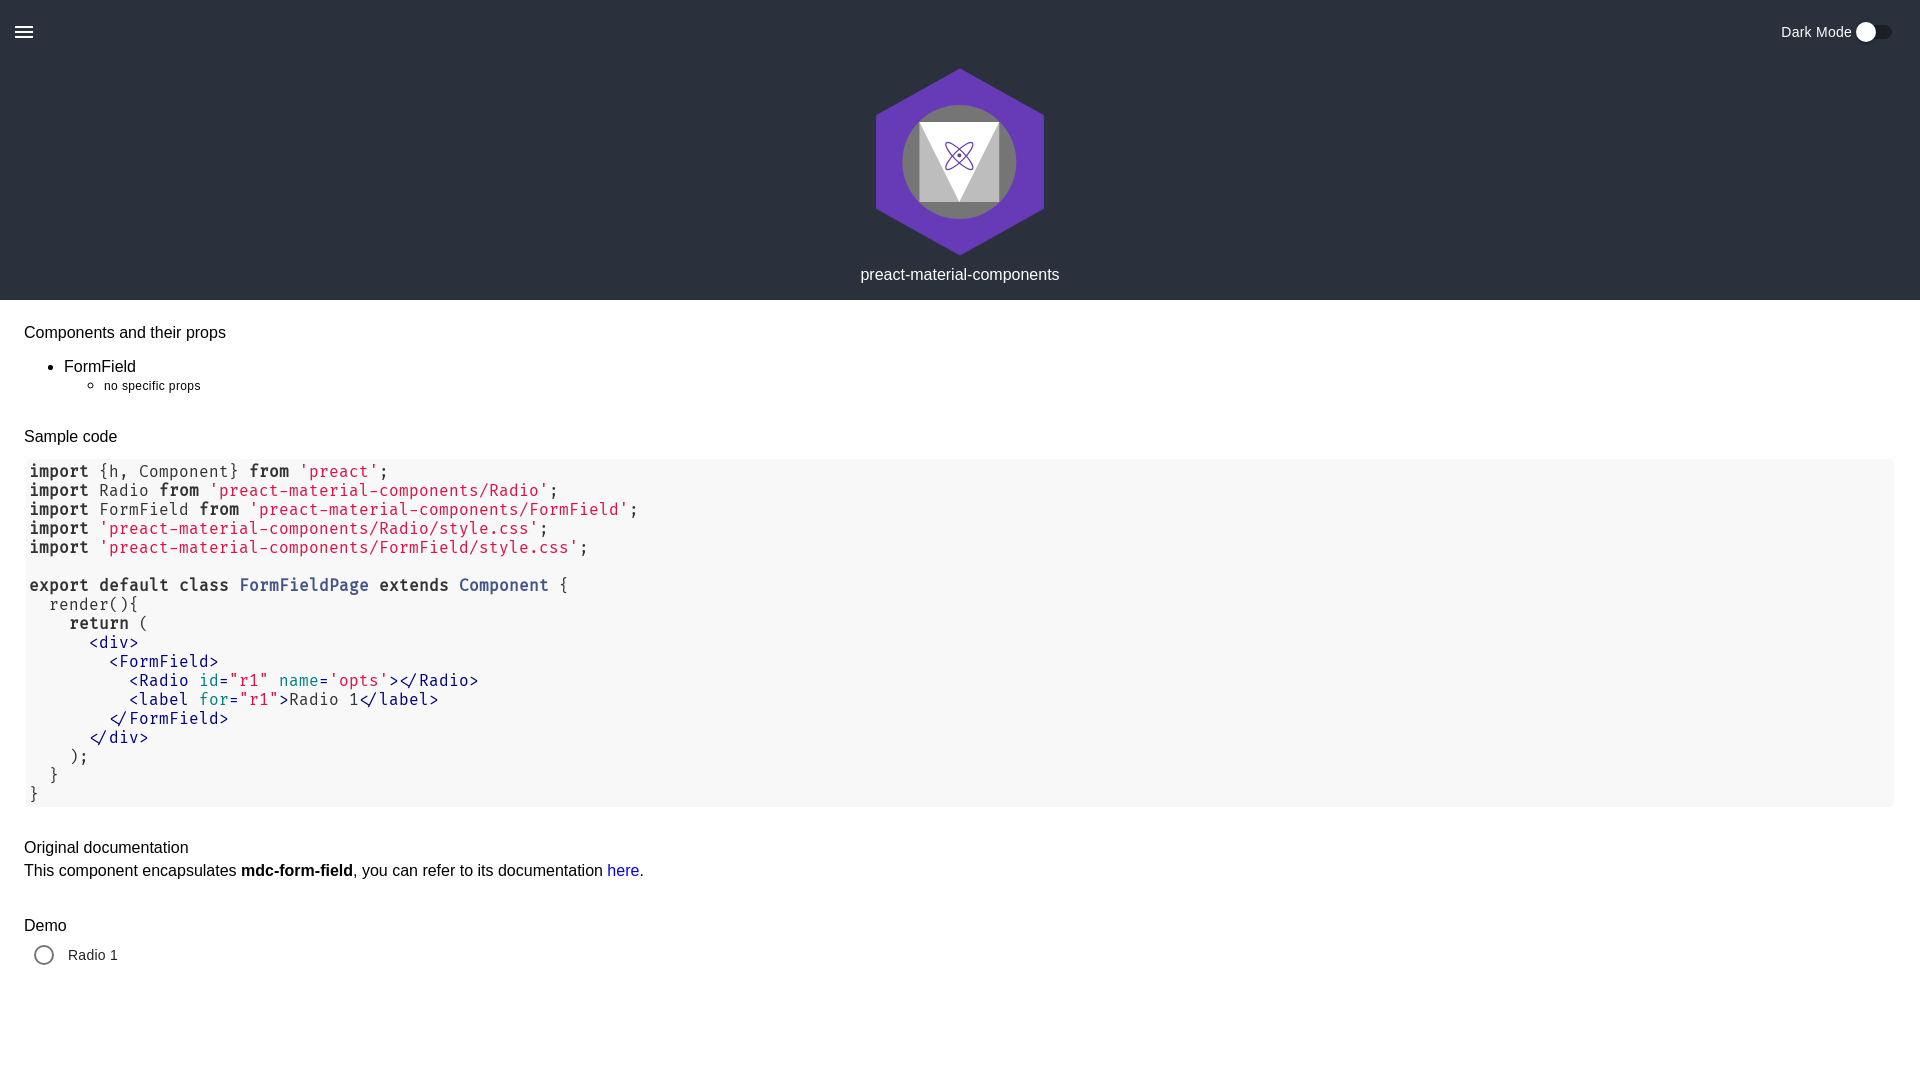 Dark Mode
preact-material-components
Components and their props
FormField
no specific props
Sample code
import {h, Component} from 'preact';
import Radio from 'preact-material-components/Radio';
import FormField from 'preact-material-components/FormField';
import 'preact-material-components/Radio/style.css';
import 'preact-material-components/FormField/style.css';
export default class FormFieldPage extends Component {
  render(){
    return (
      <div>
        <FormField>
          <Radio id="r1" name='opts'></Radio>
          <label for="r1">Radio 1</label>
        </FormField>
      </div>
    );
  }
}
Original documentation
This component encapsulates mdc-form-field, you can refer to its documentation here.
Demo
Radio 1